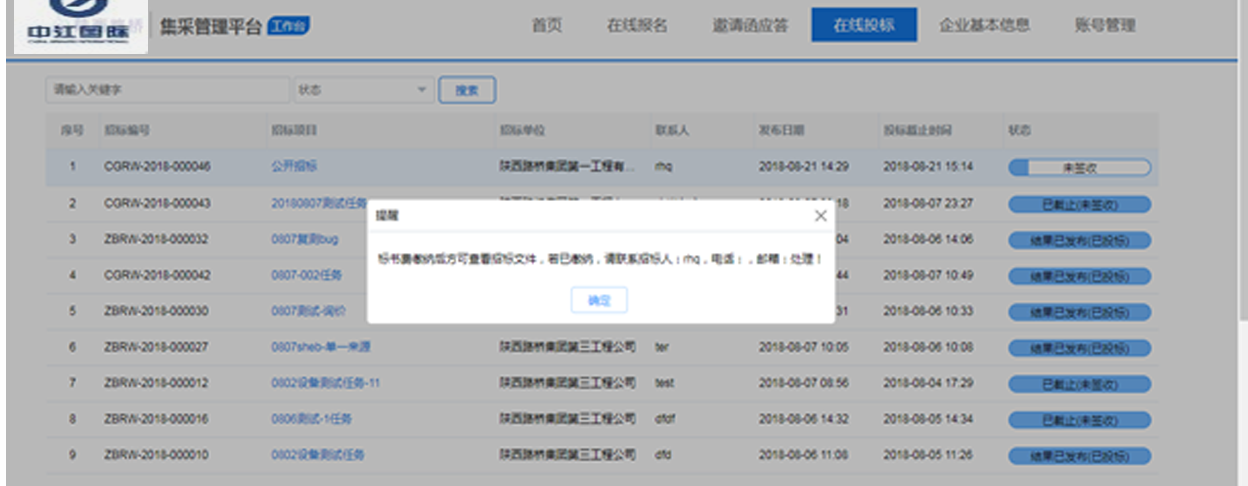 中江国际 集采管理平台 工作台 首页 在线报名 邀请函应答 在线投标 企业基本信息 账号管理
请输入关键字 状态 搜索
序号 招标编号 招标项目 招标单位 联系人 发布日期 投标截止时间 状态
1 CGRW-2018-000046 公开招标 陕西路桥集团第一工程有... rhq 2018-08-21 14:29 2018-08-21 15:14 未签收
2 CGRW-2018-000043 20180807测试任务 18 2018-08-07 23:27 已截止(未签收)
3 ZBRW-2018-000032 0807复测bug 04 2018-08-06 14:06 结果已发布(已投标)
4 CGRW-2018-000042 0807-002任务 44 2018-08-07 10:49 结果已发布(已投标)
5 ZBRW-2018-000030 0807测试-询价 31 2018-08-06 10:33 结果已发布(已投标)
6 ZBRW-2018-000027 0807sheb-单一来源 陕西路桥集团第三工程公司 ter 2018-08-07 10:05 2018-08-06 10:08 结果已发布(已投标)
7 ZBRW-2018-000012 0802设备测试任务-11 陕西路桥集团第三工程公司 test 2018-08-07 08:56 2018-08-04 17:29 已截止(未签收)
8 ZBRW-2018-000016 0806测试-1任务 陕西路桥集团第三工程公司 dfdf 2018-08-06 14:32 2018-08-05 14:34 已截止(未签收)
9 ZBRW-2018-000010 0802设备测试任务 陕西路桥集团第三工程公司 dfd 2018-08-06 11:08 2018-08-05 11:26 结果已发布(已投标)
提醒
标书费缴纳后方可查看招标文件，若已缴纳，请联系招标人：rhq，电话：，邮箱：处理！
确定